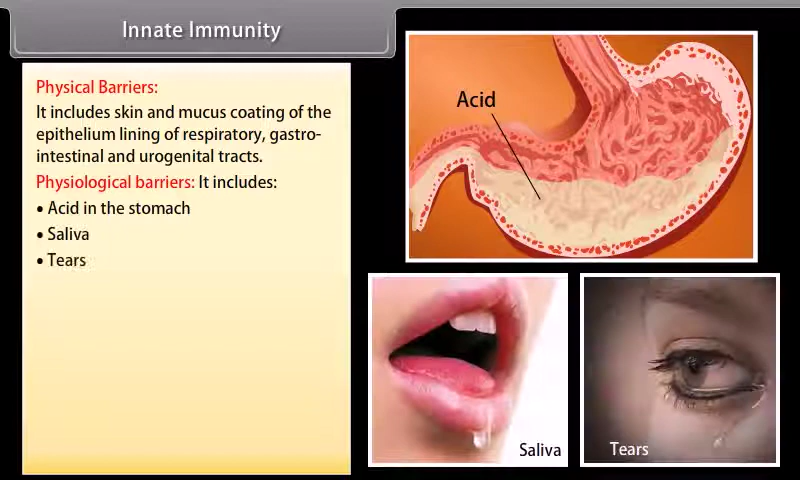 Innate Immunity
Physical Barriers:
It includes skin and mucus coating of the
epithelium lining of respiratory, gastro-
intestinal and urogenital tracts.
Physiological barriers: It includes:
• Acid in the stomach
• Saliva
• Tears
Acid
Saliva
Tears